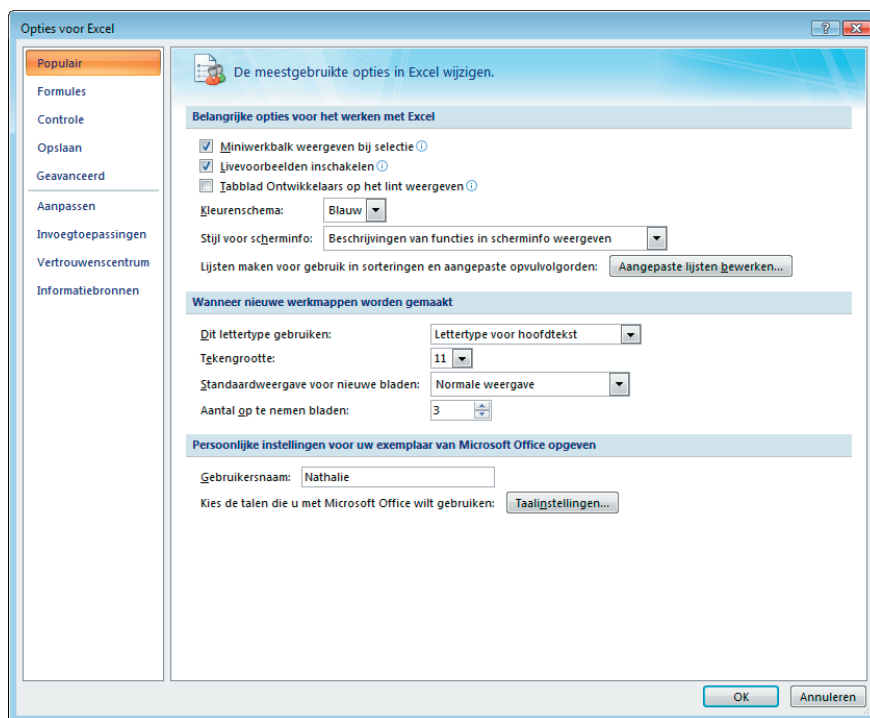 Opties voor Excel
Populair
Formules
Controle
Opslaan
Geavanceerd
Aanpassen
Invoegtoepassingen
Vertrouwenscentrum
Informatiebronnen
De meestgebruikte opties in Excel wijzigen.
Belangrijke opties voor het werken met Excel
Miniwerkbalk weergeven bij selectie
Livevoorbeelden inschakelen
Tabblad Ontwikkelaars op het lint weergeven
Kleurenschema: Blauw
Stijl voor scherminfo: Beschrijvingen van functies in scherminfo weergeven
Lijsten maken voor gebruik in sorteringen en aangepaste opvulvolgorden: Aangepaste lijsten bewerken...
Wanneer nieuwe werkmappen worden gemaakt
Dit lettertype gebruiken: Lettertype voor hoofdtekst
Tekengrootte: 11
Standaardweergave voor nieuwe bladen: Normale weergave
Aantal op te nemen bladen: 3
Persoonlijke instellingen voor uw exemplaar van Microsoft Office opgeven
Gebruikersnaam: Nathalie
Kies de talen die u met Microsoft Office wilt gebruiken: Taalinstellingen...
OK Annuleren